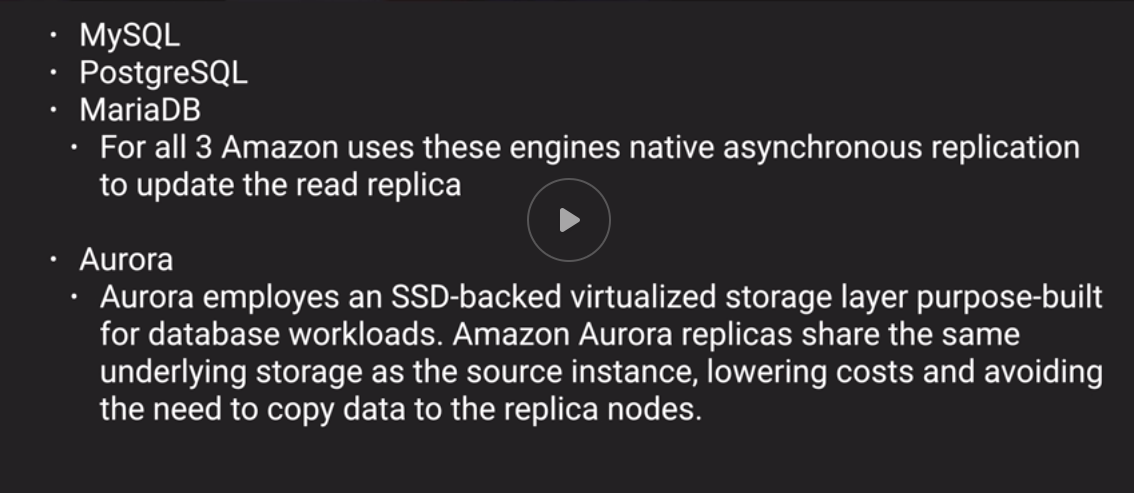 • MySQL
• PostgreSQL
• MariaDB
• For all 3 Amazon uses these engines native asynchronous replication
to update the read replica
• Aurora
• Aurora employes an SSD-backed virtualized storage layer purpose-built
for database workloads. Amazon Aurora replicas share the same
underlying storage as the source instance, lowering costs and avoiding
the need to copy data to the replica nodes.